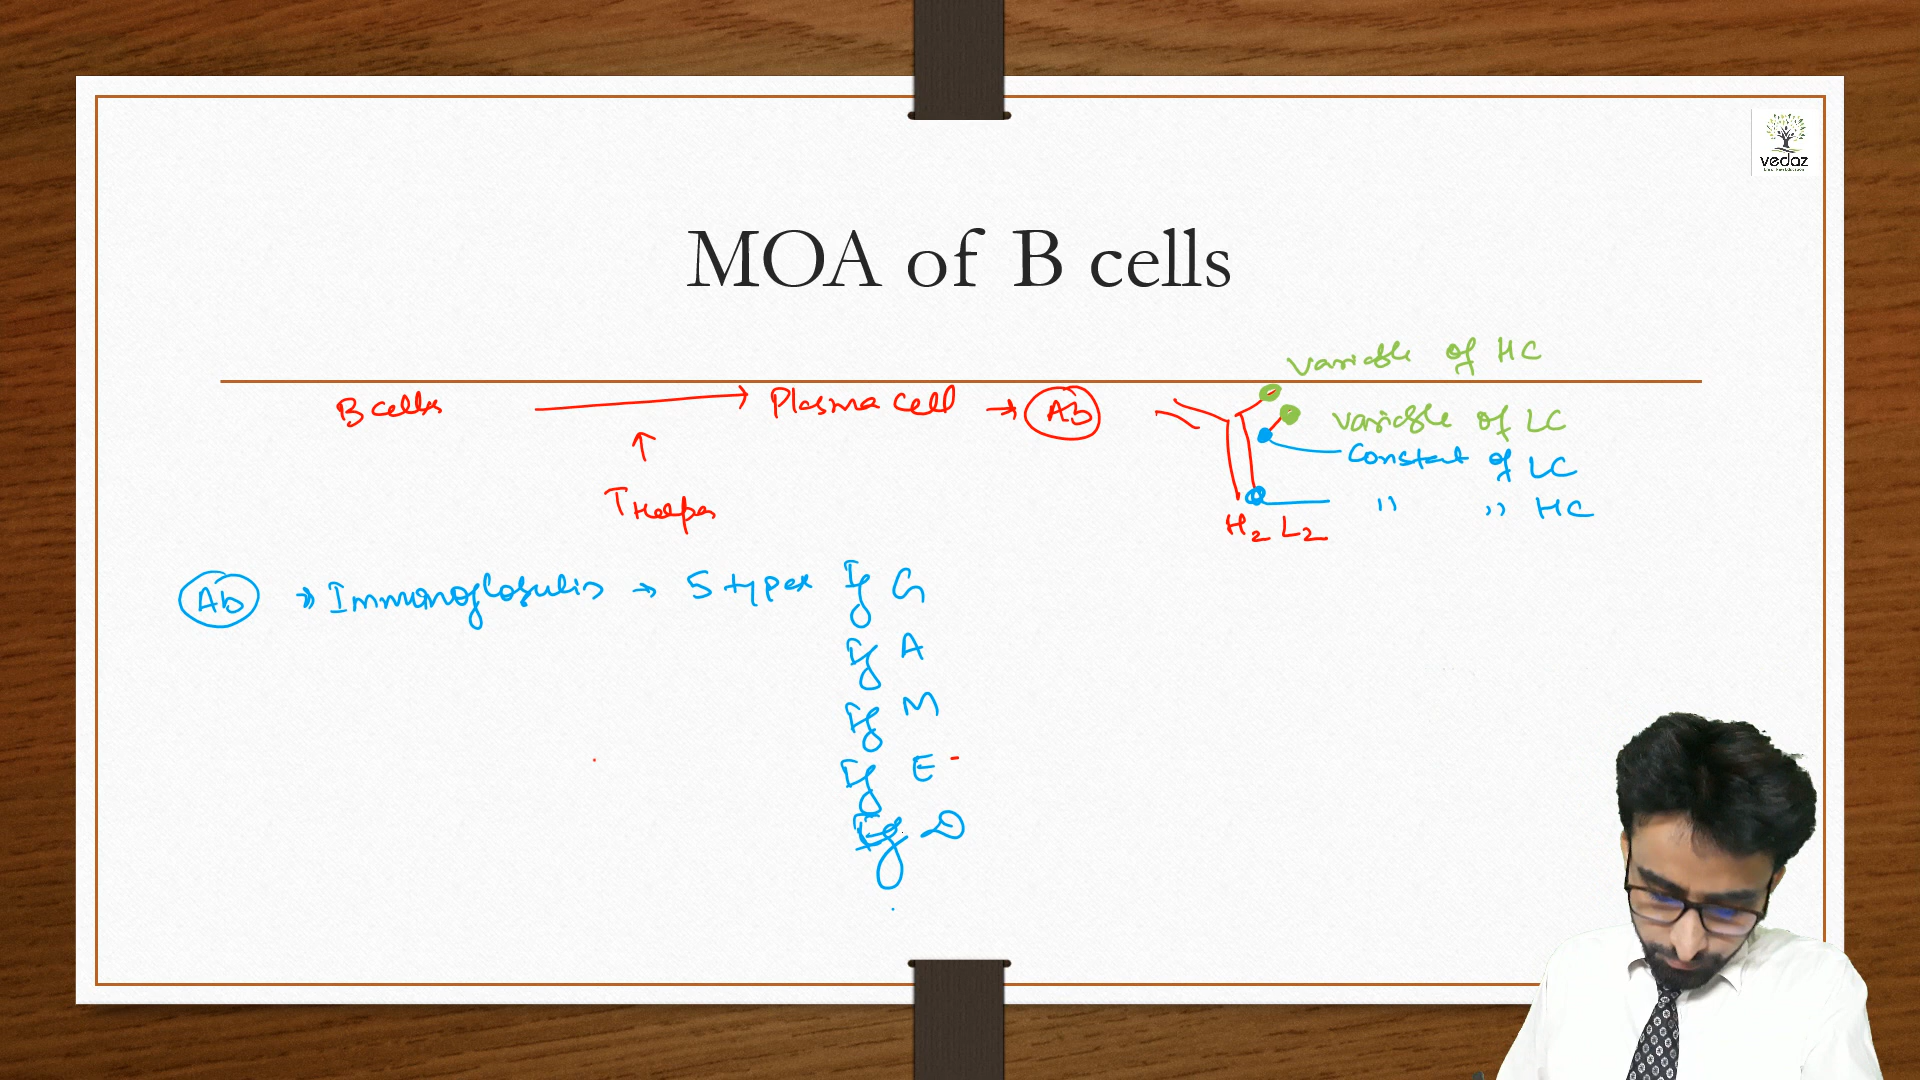 vedaz
MOA of B cells
Variable of HC
B cells → Plasma cell → Ab
Variable of LC
Constant of LC
↑
T Helper
" " HC
H2 L2
Ab → Immunoglobulin → 5 types Ig G
Ig A
Ig M
Ig E -
Ig D